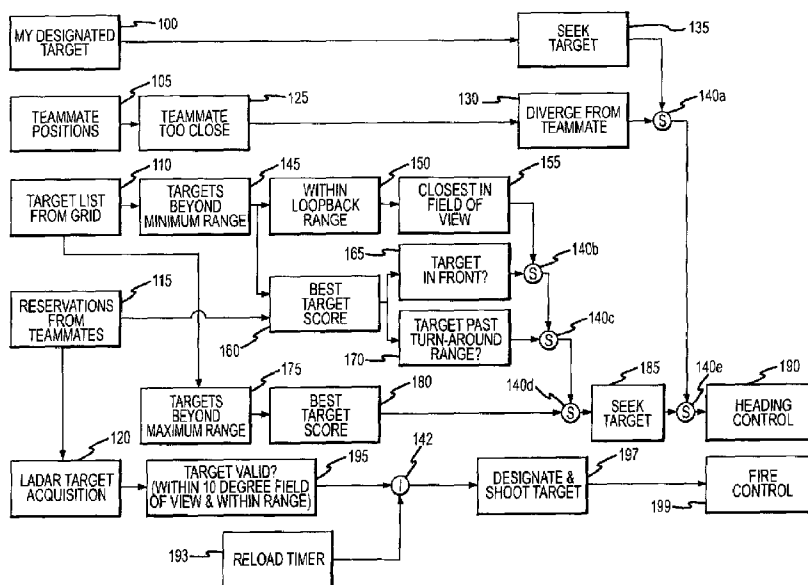 MY DESIGNATED
TARGET
100
SEEK
TARGET
135
TEAMMATE
POSITIONS
105
TEAMMATE
TOO CLOSE
125
130
DIVERGE FROM
TEAMMATE
S
140a
TARGET LIST
FROM GRID
110
TARGETS
BEYOND
MINIMUM RANGE
145
WITHIN
LOOPBACK
RANGE
150
CLOSEST IN
FIELD OF
VIEW
155
165
TARGET
IN FRONT?
S
140b
RESERVATIONS
FROM
TEAMMATES
115
BEST
TARGET
SCORE
160
TARGET PAST
TURN-AROUND
RANGE?
170
S
140c
TARGETS
BEYOND
MAXIMUM RANGE
175
BEST
TARGET
SCORE
180
S
140d
SEEK
TARGET
185
S
140e
HEADING
CONTROL
190
LADAR TARGET
ACQUISITION
120
TARGET VALID?
(WITHIN 10 DEGREE FIELD
OF VIEW & WITHIN RANGE)
195
I
142
DESIGNATE &
SHOOT TARGET
197
FIRE
CONTROL
199
193
RELOAD TIMER